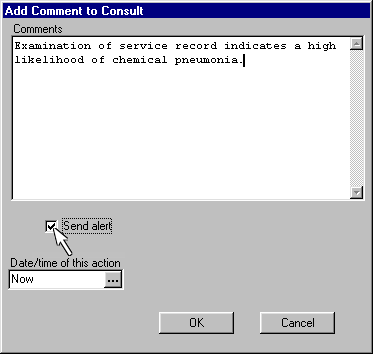 Add Comment to Consult
Comments
Examination of service record indicates a high
likelihood of chemical pneumonia.
Send alert
Date/time of this action
Now ...
OK Cancel